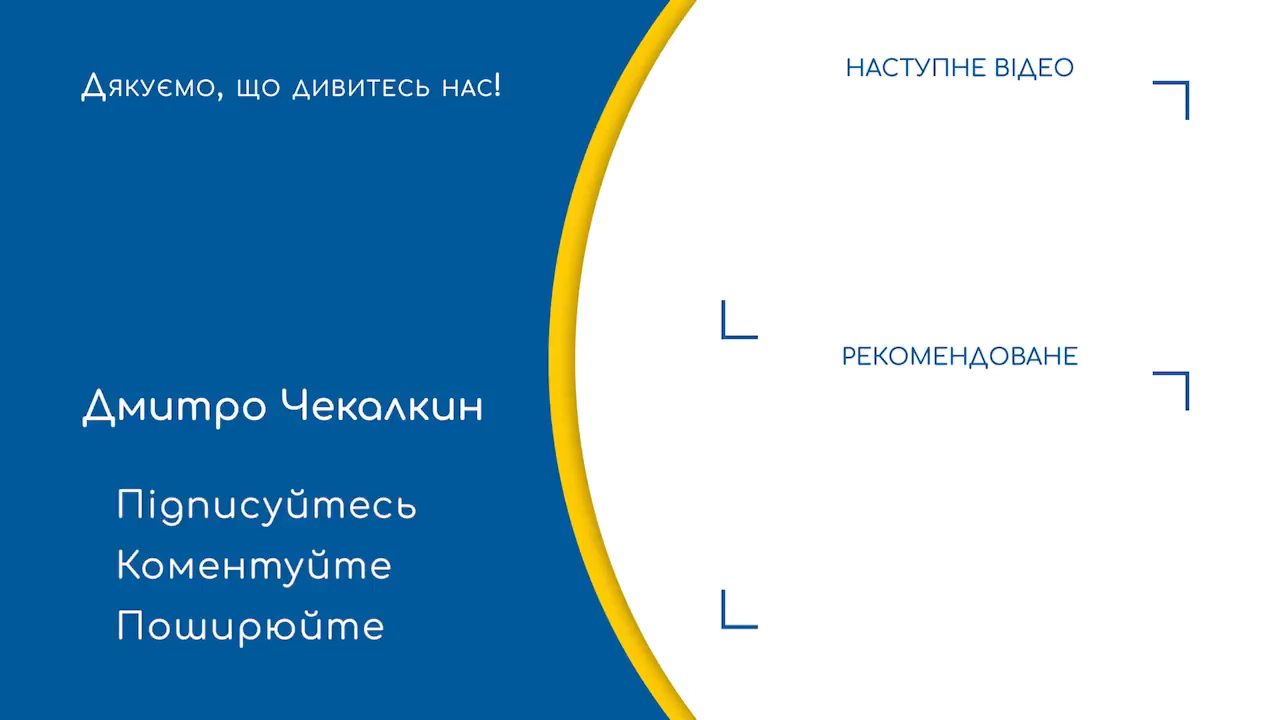 Дякуємо, що дивитесь нас!
Дмитро Чекалкин
Підписуйтесь
Коментуйте
Поширюйте
НАСТУПНЕ ВІДЕО
РЕКОМЕНДОВАНЕ